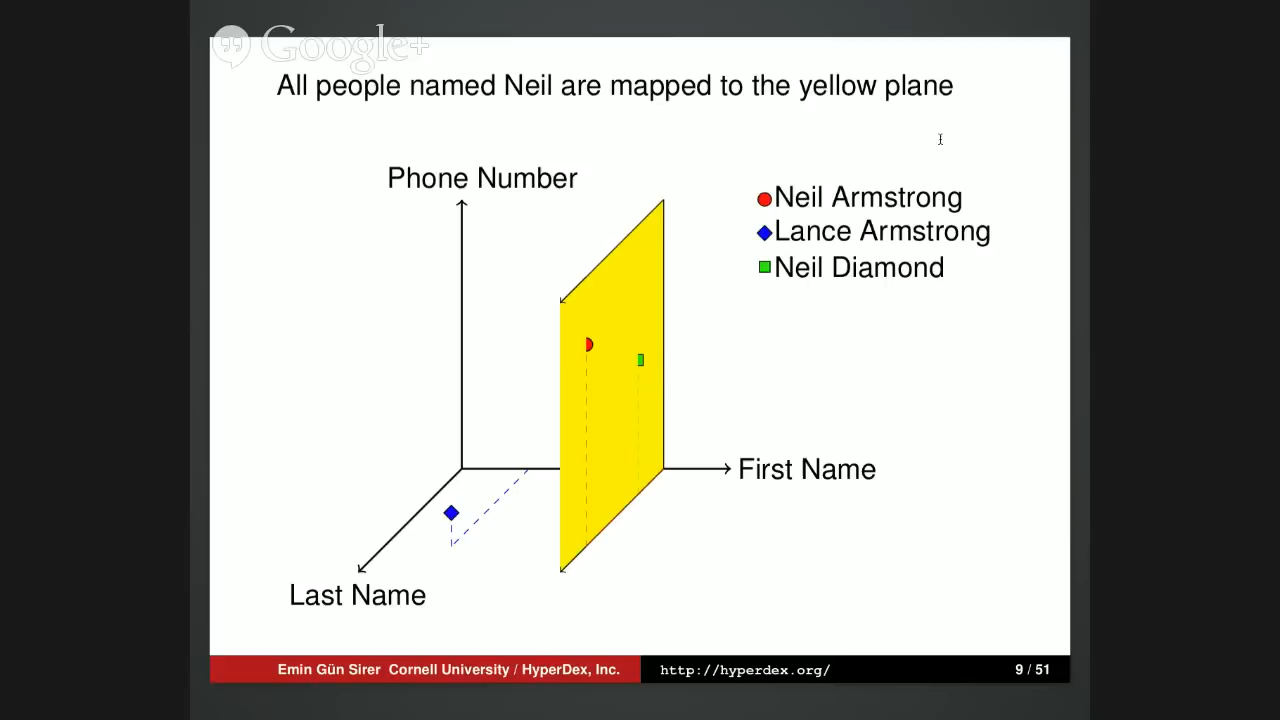 Google+
All people named Neil are mapped to the yellow plane
Phone Number
Neil Armstrong
Lance Armstrong
Neil Diamond
First Name
Last Name
Emin Gün Sirer Cornell University / HyperDex, Inc.
http://hyperdex.org/
9 / 51